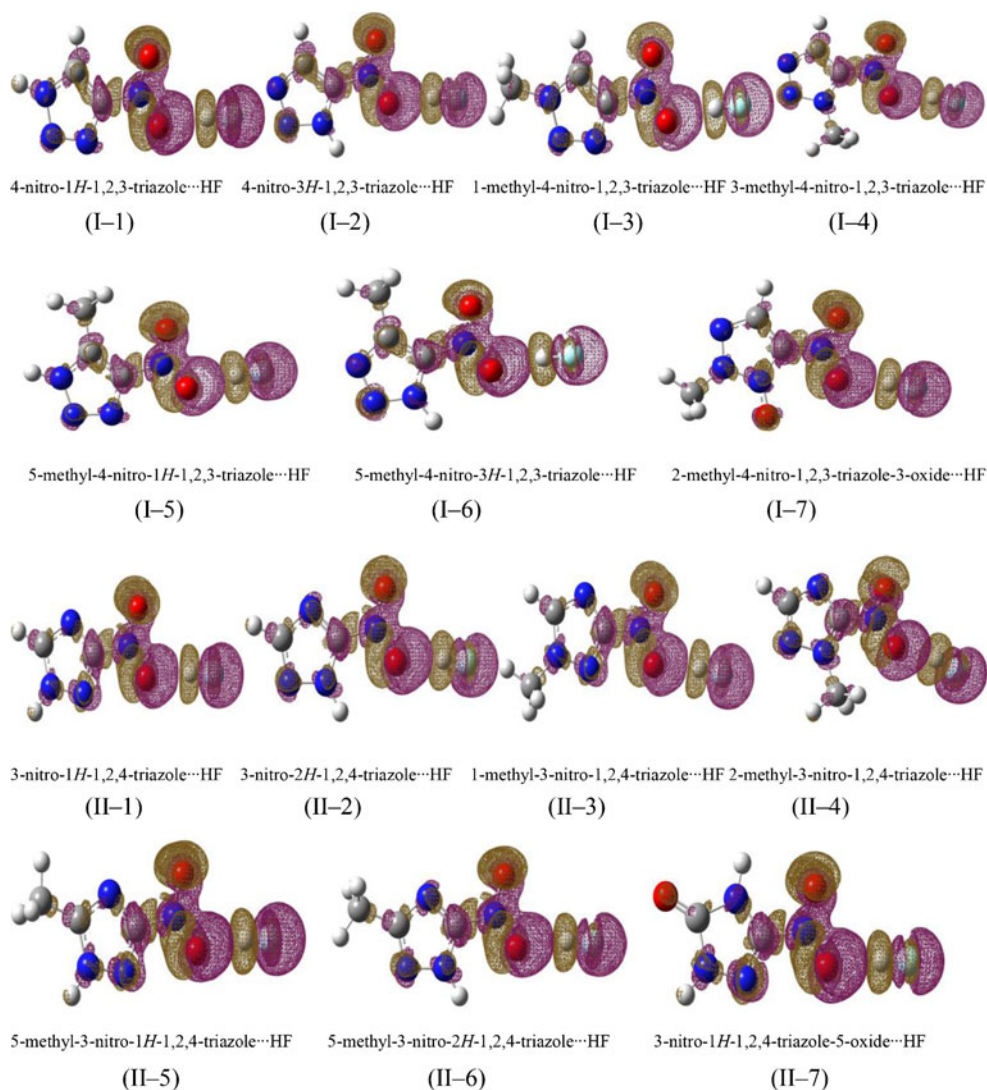 4-nitro-1H-1,2,3-triazole···HF 4-nitro-3H-1,2,3-triazole···HF 1-methyl-4-nitro-1,2,3-triazole···HF 3-methyl-4-nitro-1,2,3-triazole···HF
(I–1) (I–2) (I–3) (I–4)
5-methyl-4-nitro-1H-1,2,3-triazole···HF 5-methyl-4-nitro-3H-1,2,3-triazole···HF 2-methyl-4-nitro-1,2,3-triazole-3-oxide···HF
(I–5) (I–6) (I–7)
3-nitro-1H-1,2,4-triazole···HF 3-nitro-2H-1,2,4-triazole···HF 1-methyl-3-nitro-1,2,4-triazole···HF 2-methyl-3-nitro-1,2,4-triazole···HF
(II–1) (II–2) (II–3) (II–4)
5-methyl-3-nitro-1H-1,2,4-triazole···HF 5-methyl-3-nitro-2H-1,2,4-triazole···HF 3-nitro-1H-1,2,4-triazole-5-oxide···HF
(II–5) (II–6) (II–7)